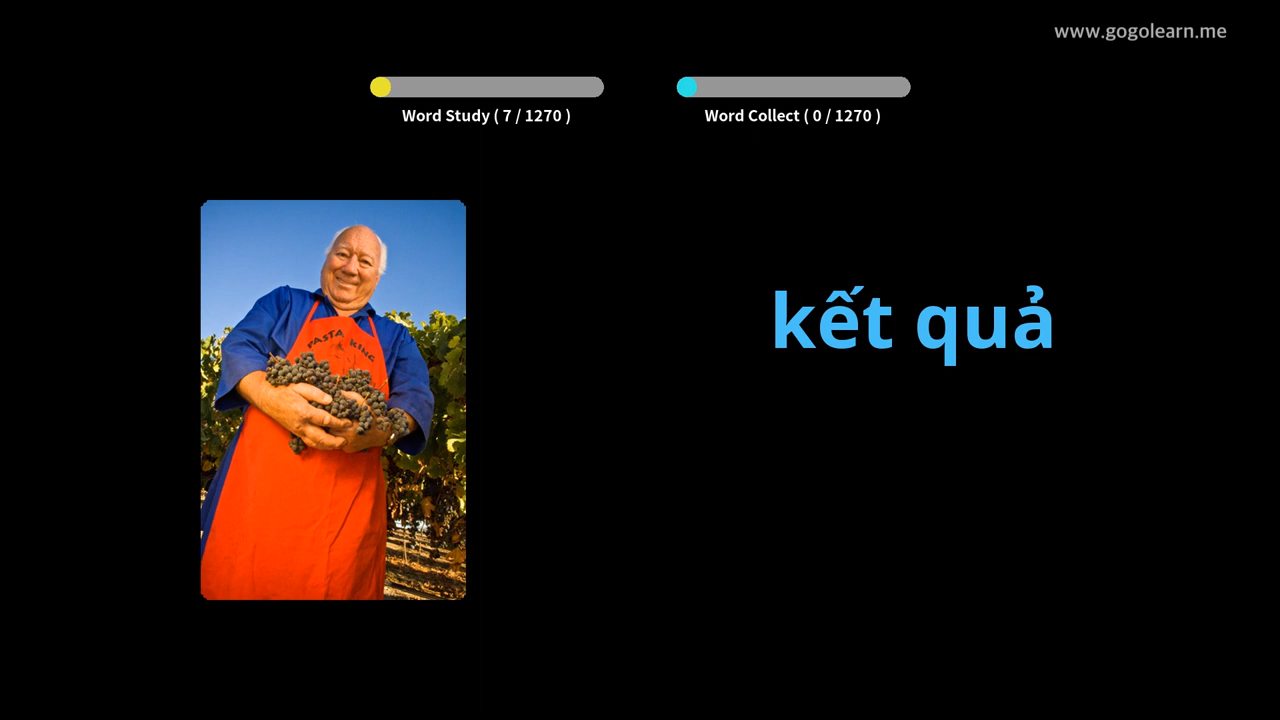 www.gogolearn.me
Word Study ( 7 / 1270 )
Word Collect ( 0 / 1270 )
PASTA KING
kết quả